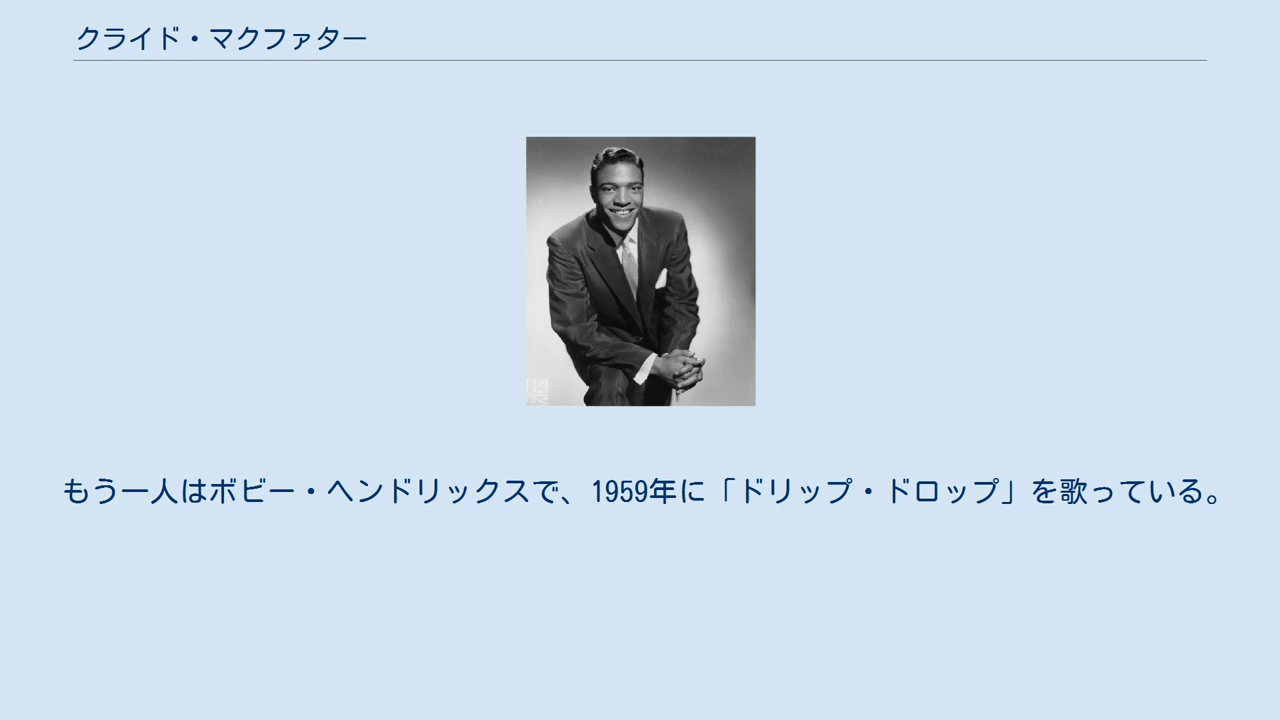 クライド・マクファター
もう一人はボビー・ヘンドリックスで、1959年に「ドリップ・ドロップ」を歌っている。